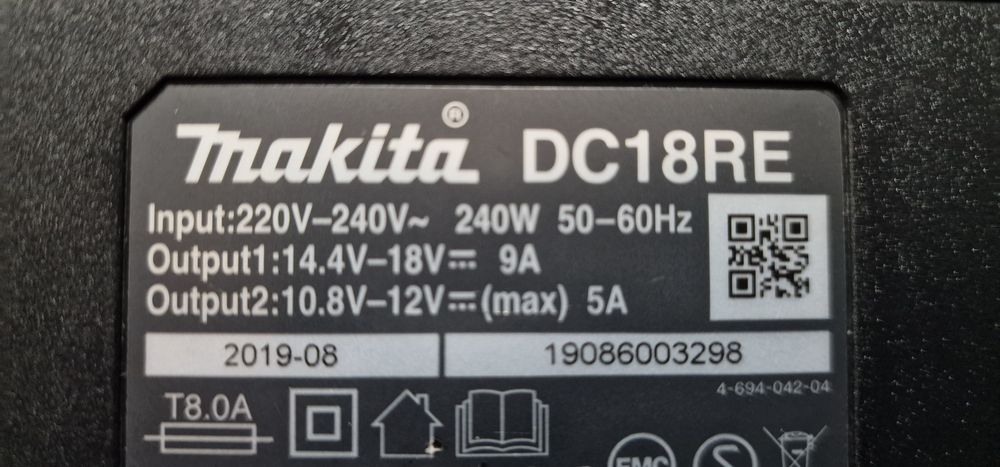 makita® DC18RE
Input:220V–240V~ 240W 50–60Hz
Output1:14.4V–18V⎓ 9A
Output2:10.8V–12V⎓(max) 5A
2019-08 19086003298
4-694-042-04
T8.0A
EMC